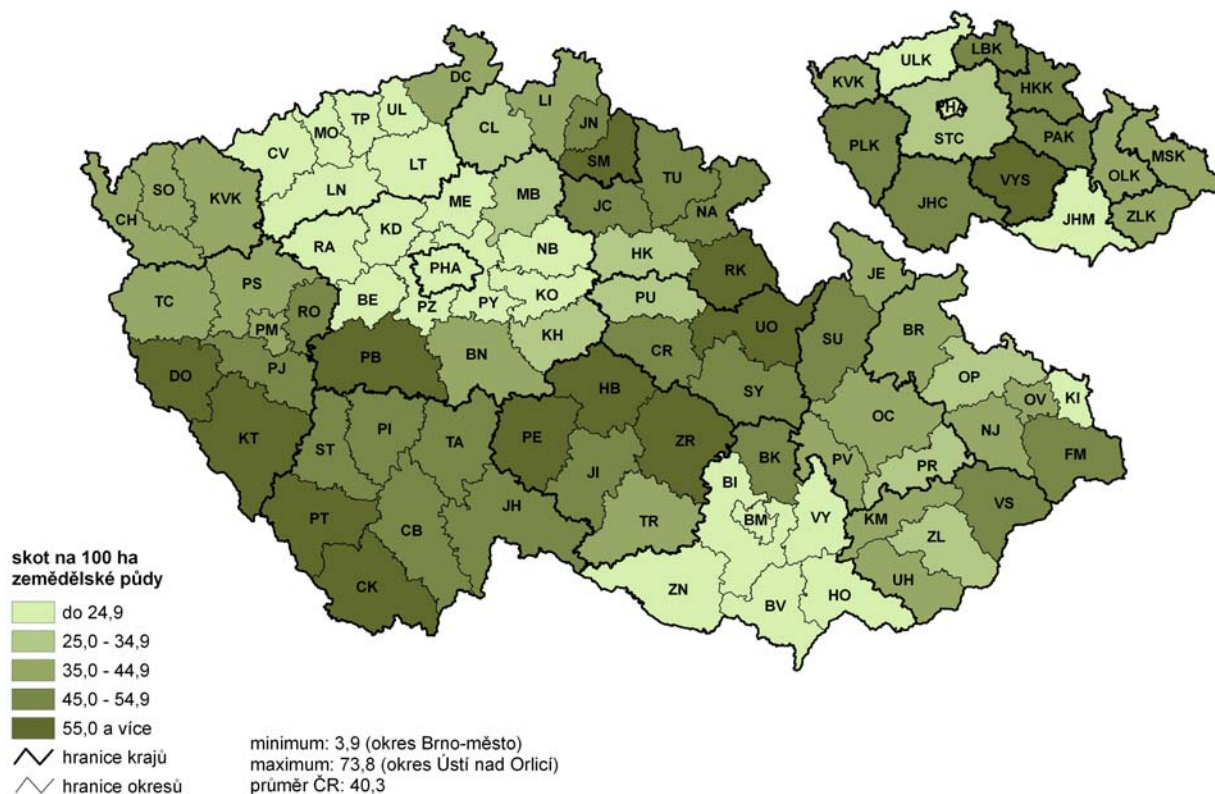 DC
LI
JN
UL
TP
MO
CV
LT
LN
CL
SM
TU
SO
KVK
CH
MB
JC
NA
ME
KD
RA
NB
HK
PHA
RK
TC
PS
RO
BE
PZ
PY
KO
PU
PM
UO
KH
PB
BN
CR
DO
PJ
SY
SU
JE
BR
HB
OP
OV
KI
KT
ST
PI
TA
PE
ZR
OC
NJ
JI
BK
PV
PR
FM
BI
PT
CB
JH
TR
BM
VY
KM
VS
ZL
CK
ZN
BV
HO
UH
ULK
LBK
KVK
HKK
PHA
STC
PLK
PAK
MSK
VYS
OLK
JHC
JHM
ZLK
skot na 100 ha
zemědělské půdy
do 24,9
25,0 - 34,9
35,0 - 44,9
45,0 - 54,9
55,0 a více
hranice krajů
hranice okresů
minimum: 3,9 (okres Brno-město)
maximum: 73,8 (okres Ústí nad Orlicí)
průměr ČR: 40,3